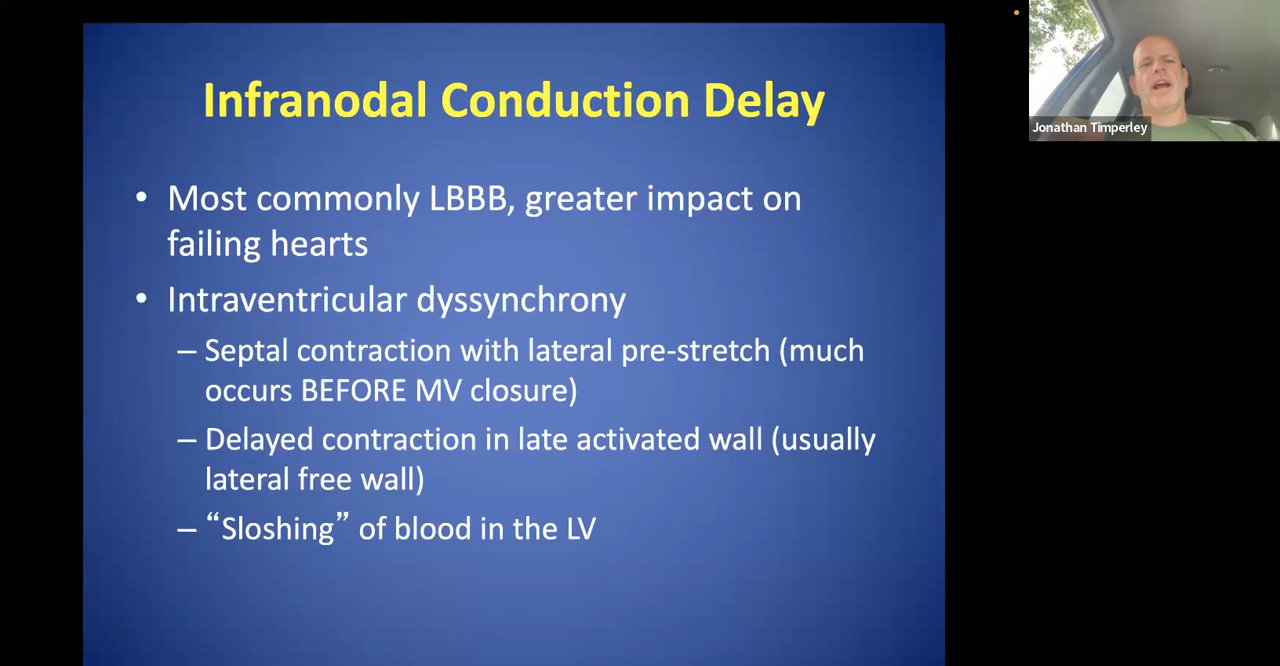 Infranodal Conduction Delay
• Most commonly LBBB, greater impact on
failing hearts
• Intraventricular dyssynchrony
– Septal contraction with lateral pre-stretch (much
occurs BEFORE MV closure)
– Delayed contraction in late activated wall (usually
lateral free wall)
– “Sloshing” of blood in the LV
Jonathan Timperley